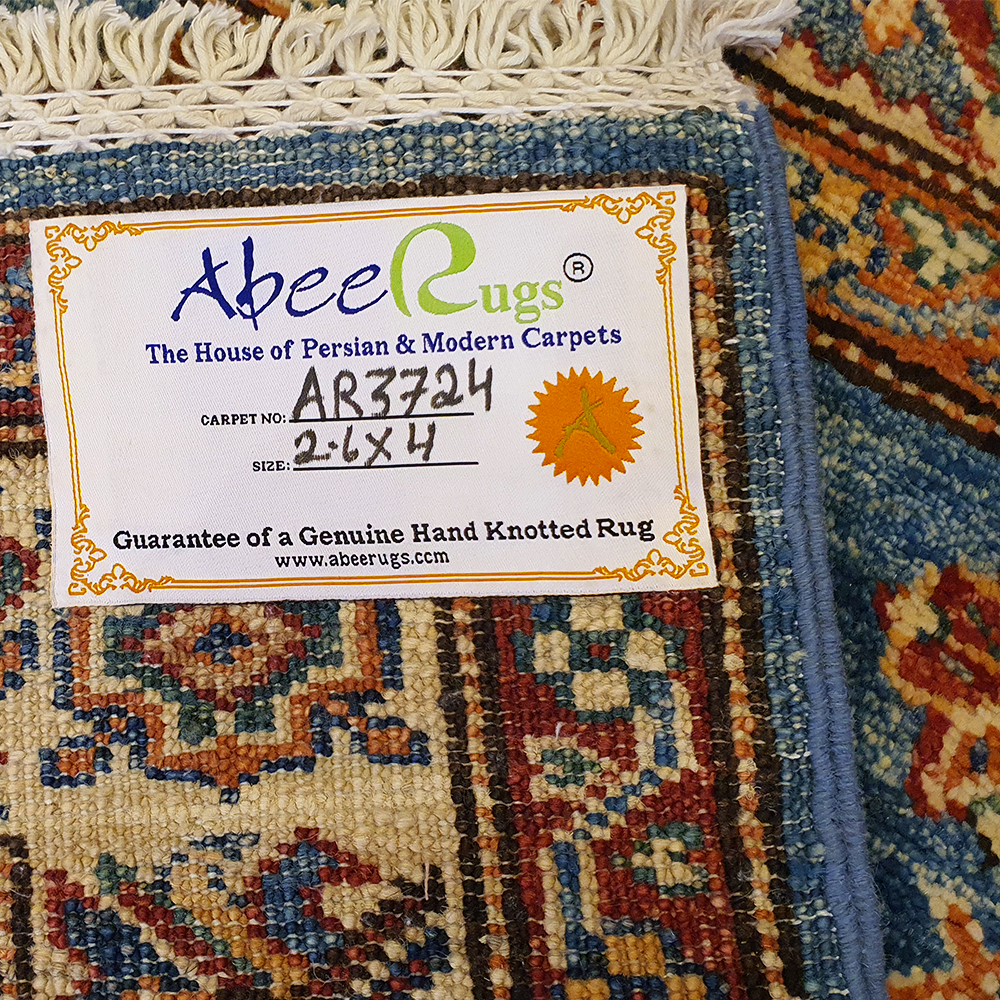 AbeeRugs®
The House of Persian & Modern Carpets
CARPET NO: AR3724
SIZE: 2.6X4
A
Guarantee of a Genuine Hand Knotted Rug
www.abeerugs.com